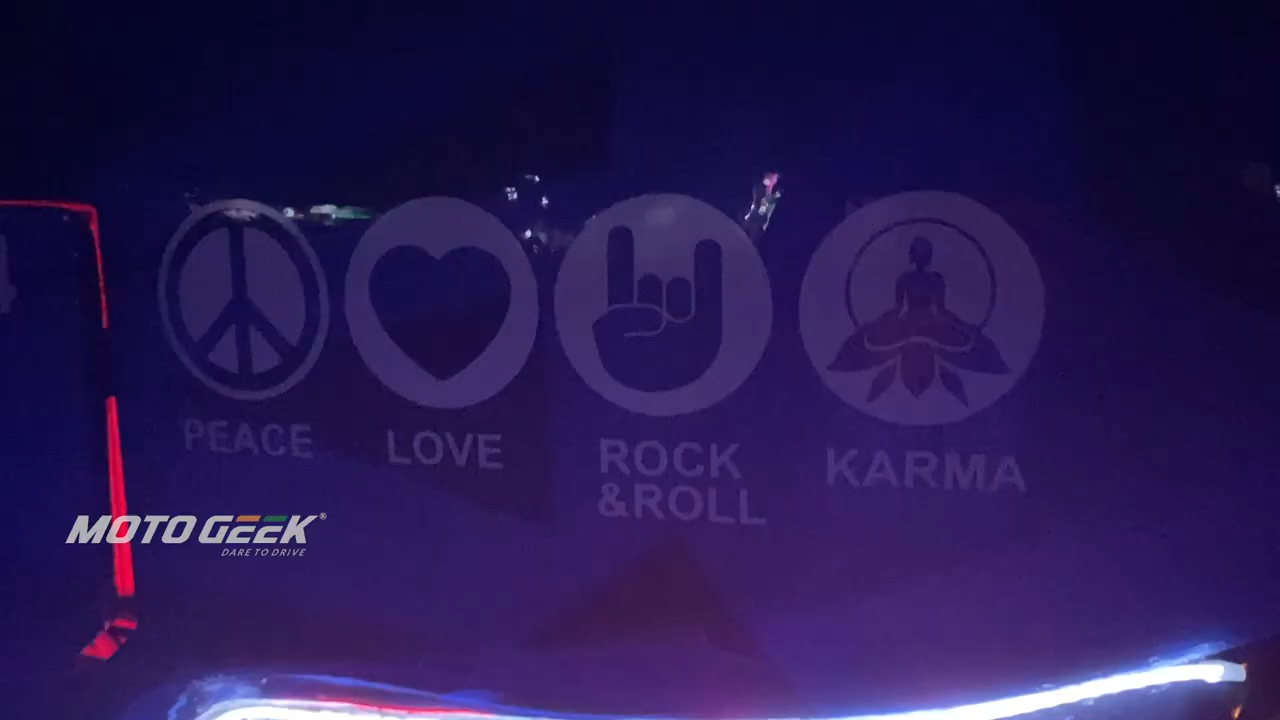 PEACE
LOVE
ROCK
&ROLL
KARMA
MOTO GEEK®
DARE TO DRIVE